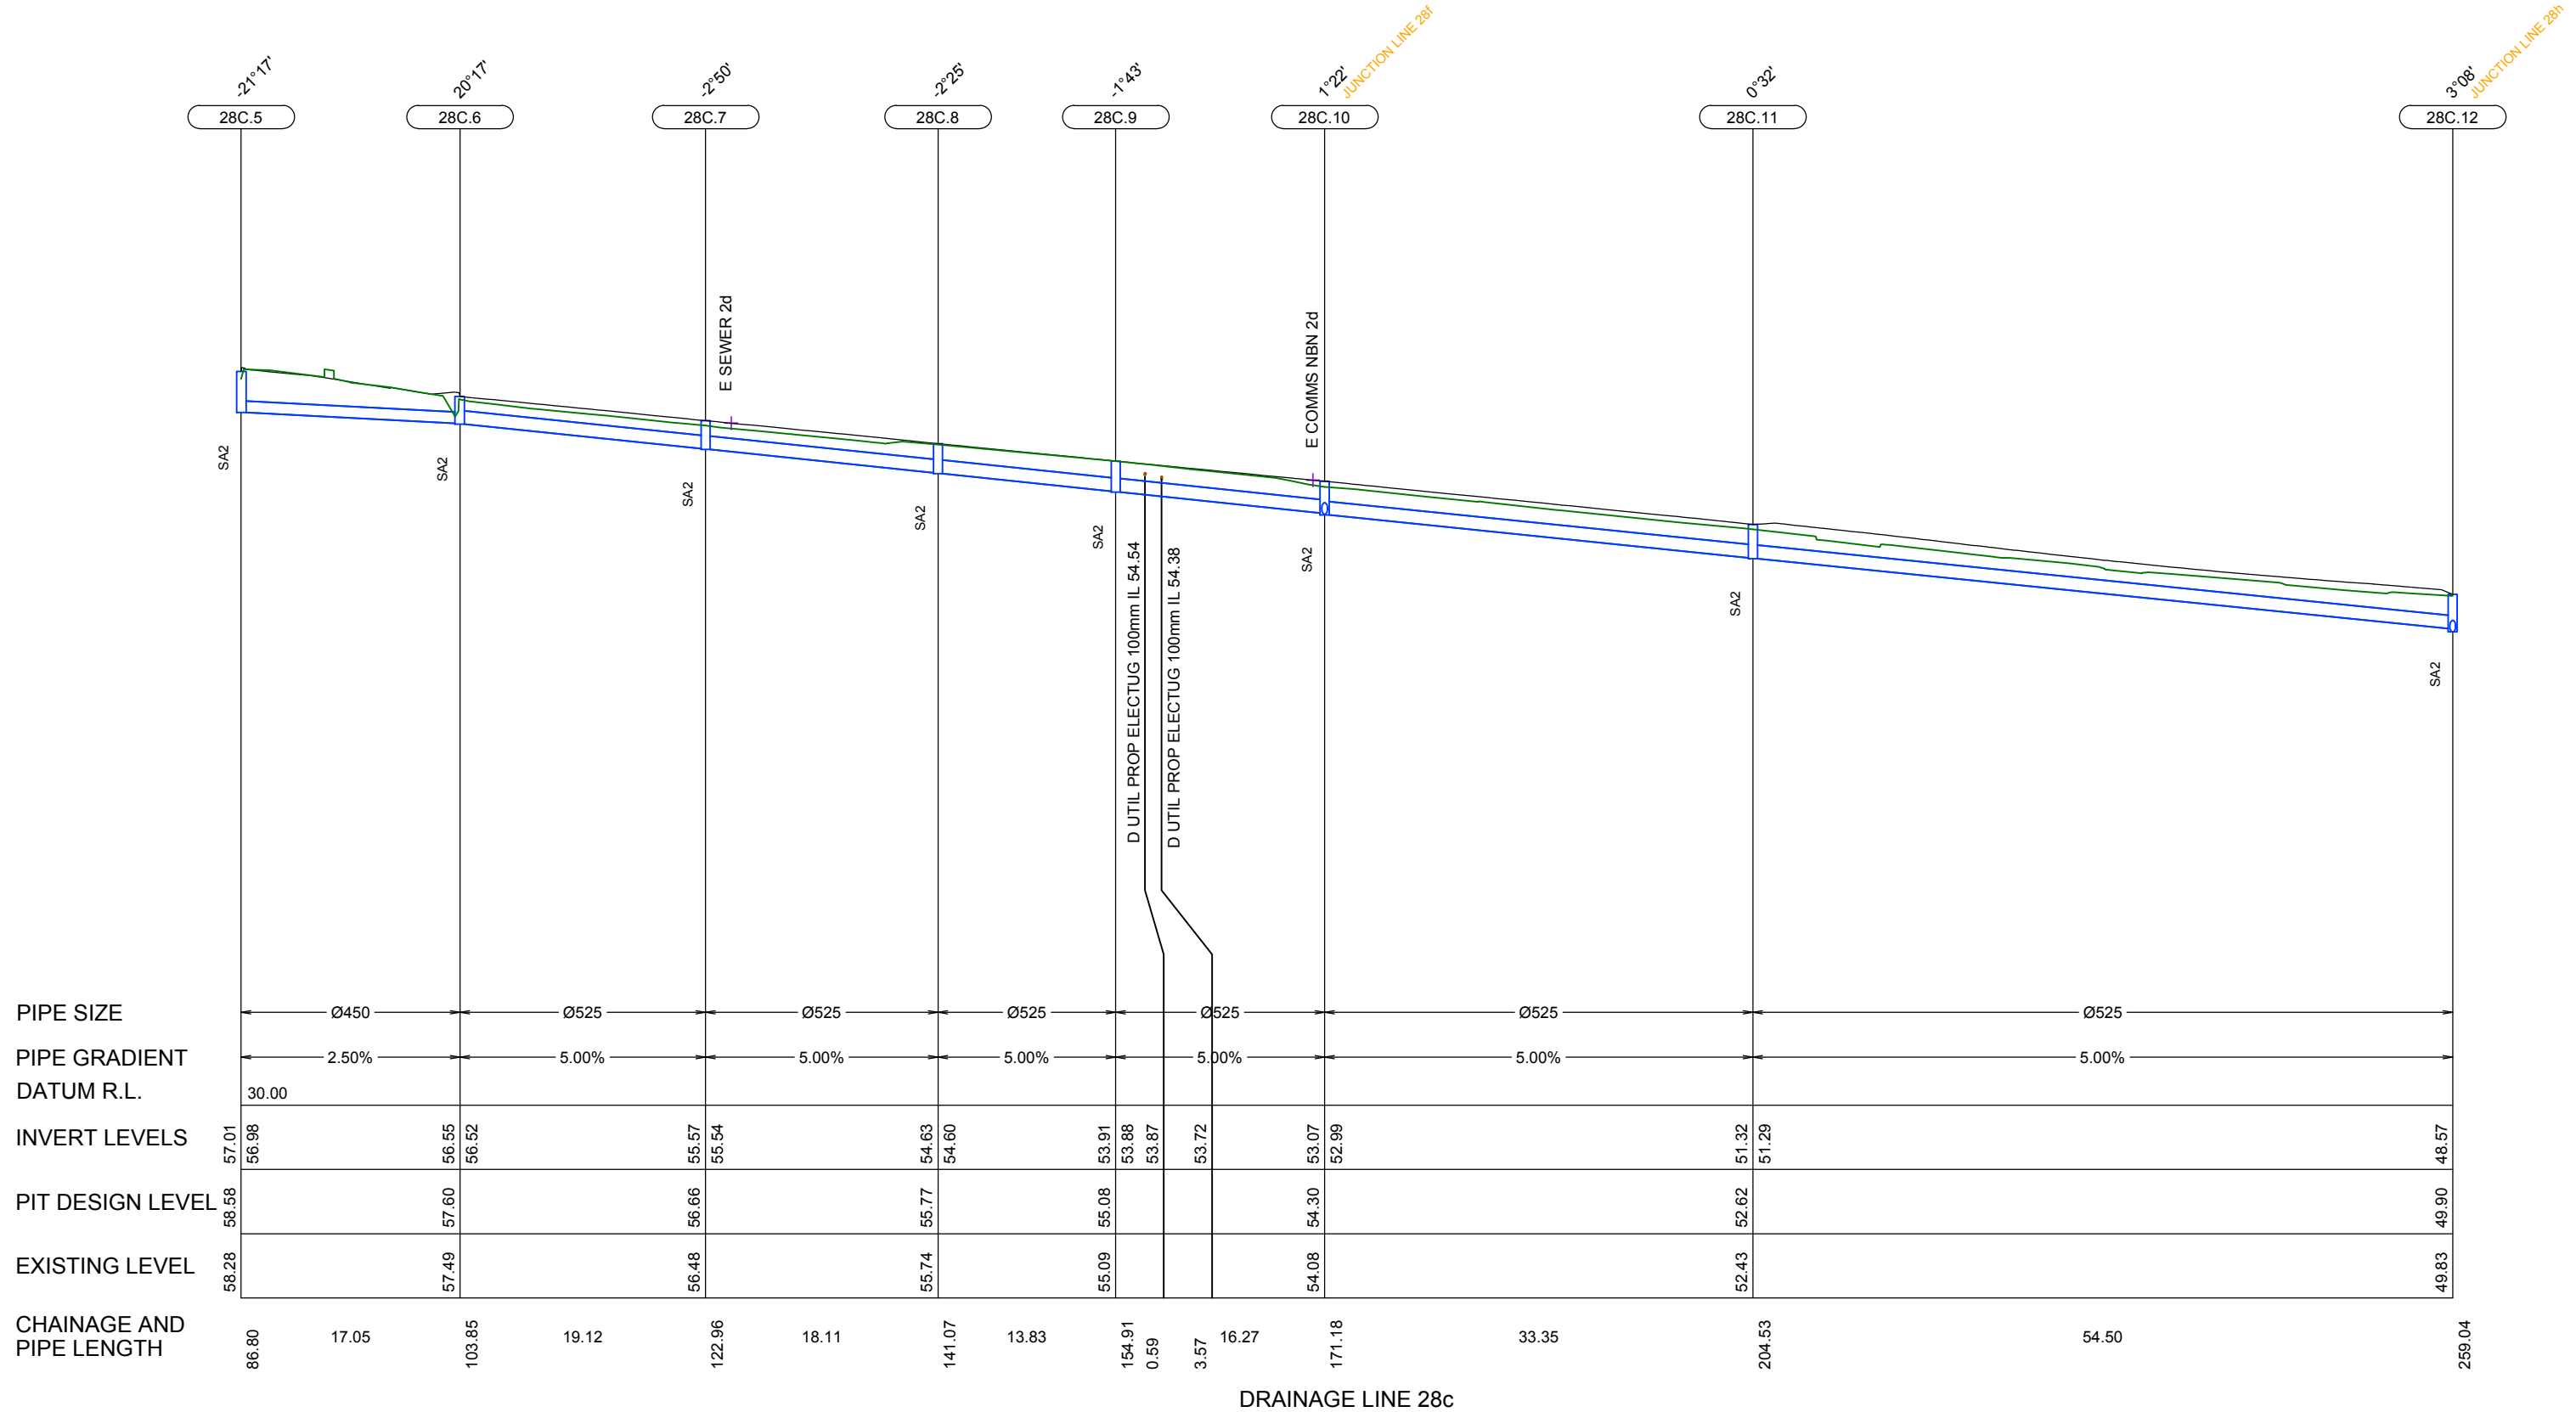 -21°17'
20°17'
-2°50'
-2°25'
-1°43'
1°22'
JUNCTION LINE 28f
0°32'
3°08'
JUNCTION LINE 28h
28C.5
28C.6
28C.7
28C.8
28C.9
28C.10
28C.11
28C.12
E SEWER 2d
E COMMS NBN 2d
SA2
SA2
SA2
SA2
SA2
SA2
SA2
SA2
D UTIL PROP ELECTUG 100mm IL 54.54
D UTIL PROP ELECTUG 100mm IL 54.38
PIPE SIZE
Ø450
Ø525
Ø525
Ø525
Ø525
Ø525
Ø525
PIPE GRADIENT
2.50%
5.00%
5.00%
5.00%
5.00%
5.00%
5.00%
DATUM R.L.
30.00
INVERT LEVELS
57.01
56.98
56.55
56.52
55.57
55.54
54.63
54.60
53.91
53.88
53.87
53.72
53.07
52.99
51.32
51.29
48.57
PIT DESIGN LEVEL
58.58
57.60
56.66
55.77
55.08
54.30
52.62
49.90
EXISTING LEVEL
58.28
57.49
56.48
55.74
55.09
54.08
52.43
49.83
CHAINAGE AND
PIPE LENGTH
86.80
17.05
103.85
19.12
122.96
18.11
141.07
13.83
154.91
0.59
3.57
16.27
171.18
33.35
204.53
54.50
259.04
DRAINAGE LINE 28c